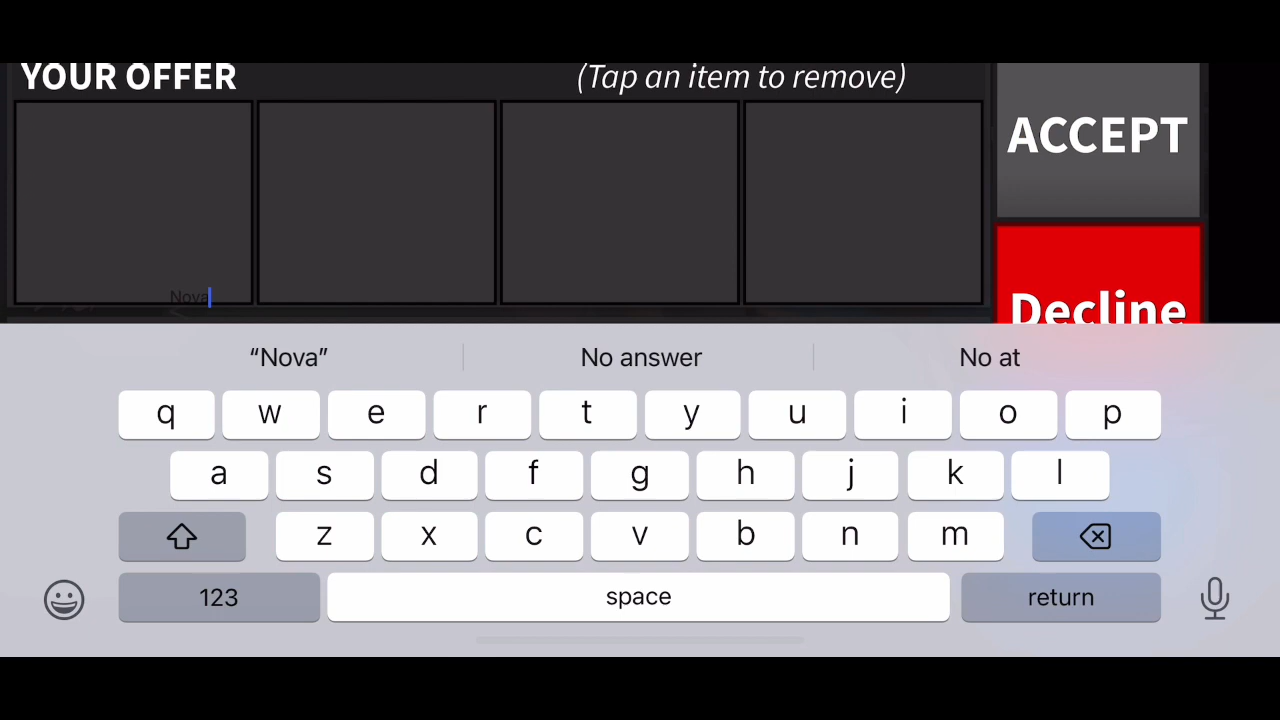 YOUR OFFER (Tap an item to remove)
ACCEPT
Nova
Decline
“Nova” No answer No at
q w e r t y u i o p
a s d f g h j k l
z x c v b n m
123 space return